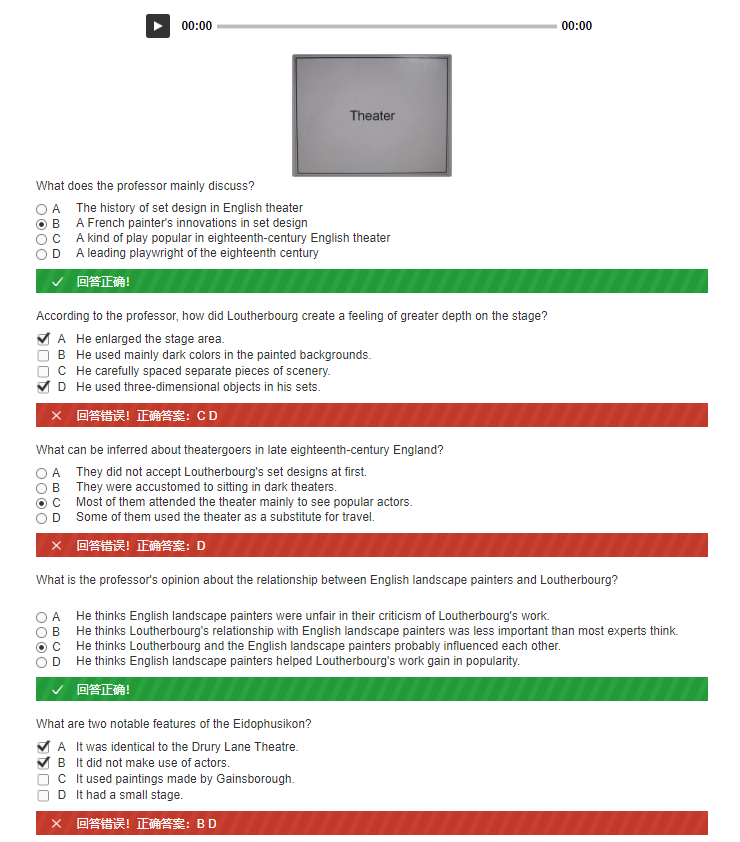 00:00 00:00
Theater
What does the professor mainly discuss?
A The history of set design in English theater
B A French painter's innovations in set design
C A kind of play popular in eighteenth-century English theater
D A leading playwright of the eighteenth century
回答正确!
According to the professor, how did Loutherbourg create a feeling of greater depth on the stage?
A He enlarged the stage area.
B He used mainly dark colors in the painted backgrounds.
C He carefully spaced separate pieces of scenery.
D He used three-dimensional objects in his sets.
回答错误! 正确答案: C D
What can be inferred about theatergoers in late eighteenth-century England?
A They did not accept Loutherbourg's set designs at first.
B They were accustomed to sitting in dark theaters.
C Most of them attended the theater mainly to see popular actors.
D Some of them used the theater as a substitute for travel.
回答错误! 正确答案: D
What is the professor's opinion about the relationship between English landscape painters and Loutherbourg?
A He thinks English landscape painters were unfair in their criticism of Loutherbourg's work.
B He thinks Loutherbourg's relationship with English landscape painters was less important than most experts think.
C He thinks Loutherbourg and the English landscape painters probably influenced each other.
D He thinks English landscape painters helped Loutherbourg's work gain in popularity.
回答正确!
What are two notable features of the Eidophusikon?
A It was identical to the Drury Lane Theatre.
B It did not make use of actors.
C It used paintings made by Gainsborough.
D It had a small stage.
回答错误! 正确答案: B D